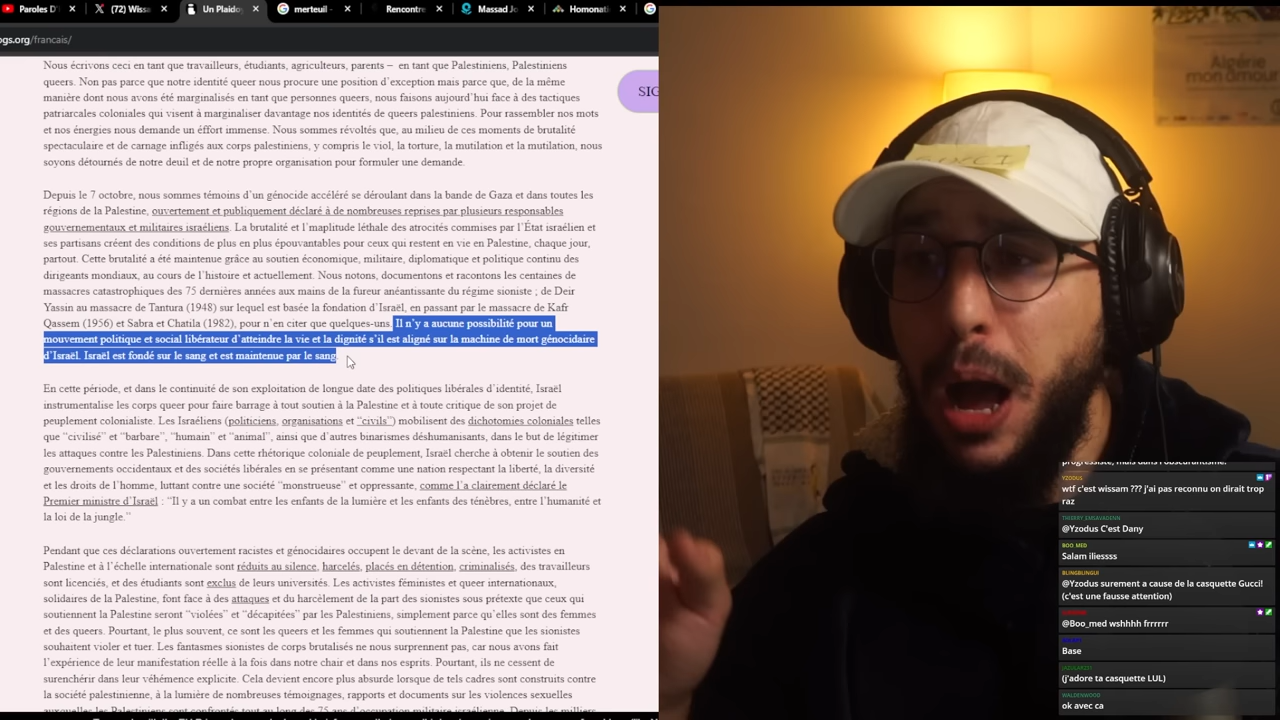 Paroles D'I
(72) Wissa
Un Plaido
merteuil -
Rencontre
Massad Jo
Homonati
ogs.org/francais/
Nous écrivons ceci en tant que travailleurs, étudiants, agriculteurs, parents – en tant que Palestiniens, Palestiniens
queers. Non pas parce que notre identité queer nous procure une position d'exception mais parce que, de la même
manière dont nous avons été marginalisés en tant que personnes queers, nous faisons aujourd'hui face à des tactiques
patriarcales coloniales qui visent à marginaliser davantage nos identités de queers palestiniens. Pour rassembler nos mots
et nos énergies nous demande un éffort immense. Nous sommes révoltés que, au milieu de ces moments de brutalité
spectaculaire et de carnage infligés aux corps palestiniens, y compris le viol, la torture, la mutilation et la mutilation, nous
soyons détournés de notre deuil et de notre propre organisation pour formuler une demande.
SIG
Depuis le 7 octobre, nous sommes témoins d'un génocide accéléré se déroulant dans la bande de Gaza et dans toutes les
régions de la Palestine, ouvertement et publiquement déclaré à de nombreuses reprises par plusieurs responsables
gouvernementaux et militaires israéliens. La brutalité et l'maplitude léthale des atrocités commises par l'État israélien et
ses partisans créent des conditions de plus en plus épouvantables pour ceux qui restent en vie en Palestine, chaque jour,
partout. Cette brutalité a été maintenue grâce au soutien économique, militaire, diplomatique et politique continu des
dirigeants mondiaux, au cours de l'histoire et actuellement. Nous notons, documentons et racontons les centaines de
massacres catastrophiques des 75 dernières années aux mains de la fureur anéantissante du régime sioniste ; de Deir
Yassin au massacre de Tantura (1948) sur lequel est basée la fondation d'Israël, en passant par le massacre de Kafr
Qassem (1956) et Sabra et Chatila (1982), pour n'en citer que quelques-uns. Il n'y a aucune possibilité pour un
mouvement politique et social libérateur d'atteindre la vie et la dignité s'il est aligné sur la machine de mort génocidaire
d'Israël. Israël est fondé sur le sang et est maintenue par le sang.
En cette période, et dans le continuité de son exploitation de longue date des politiques libérales d'identité, Israël
instrumentalise les corps queer pour faire barrage à tout soutien à la Palestine et à toute critique de son projet de
peuplement colonialiste. Les Israéliens (politiciens, organisations et "civils") mobilisent des dichotomies coloniales telles
que "civilisé" et "barbare", "humain" et "animal", ainsi que d'autres binarismes déshumanisants, dans le but de légitimer
les attaques contre les Palestiniens. Dans cette rhétorique coloniale de peuplement, Israël cherche à obtenir le soutien des
gouvernements occidentaux et des sociétés libérales en se présentant comme une nation respectant la liberté, la diversité
et les droits de l'homme, luttant contre une société "monstrueuse" et oppressante, comme l'a clairement déclaré le
Premier ministre d'Israël : "Il y a un combat entre les enfants de la lumière et les enfants des ténèbres, entre l'humanité et
la loi de la jungle."
Pendant que ces déclarations ouvertement racistes et génocidaires occupent le devant de la scène, les activistes en
Palestine et à l'échelle internationale sont réduits au silence, harcelés, placés en détention, criminalisés, des travailleurs
sont licenciés, et des étudiants sont exclus de leurs universités. Les activistes féministes et queer internationaux,
solidaires de la Palestine, font face à des attaques et du harcèlement de la part des sionistes sous prétexte que ceux qui
soutiennent la Palestine seront "violées" et "décapitées" par les Palestiniens, simplement parce qu'elles sont des femmes
et des queers. Pourtant, le plus souvent, ce sont les queers et les femmes qui soutiennent la Palestine que les sionistes
souhaitent violer et tuer. Les fantasmes sionistes de corps brutalisés ne nous surprennent pas, car nous avons fait
l'expérience de leur manifestation réelle à la fois dans notre chair et dans nos esprits. Pourtant, ils ne cessent de
surenchérir dans leur véhémence explicite. Cela devient encore plus absurde lorsque de tels cadres sont construits contre
la société palestinienne, à la lumière de nombreuses témoignages, rapports et documents sur les violences sexuelles
auxquelles les Palestiniens sont confrontés tout au long des 75 ans d'occupation militaire israélienne. Depuis les milliers
Algérie
mon amour
progressiste, mais dans l'obscurantisme.
YZODUS
wtf c'est wissam ??? j'ai pas reconnu on dirait trop
raz
@Yzodus C'est Dany
BOO_MED
Salam iliessss
BLINGBLINGUI
@Yzodus surement a cause de la casquette Gucci!
(c'est une fausse attention)
@Boo_med wshhhh frrrrrr
Base
(j'adore ta casquette LUL)
WALDENWOOD
ok avec ca